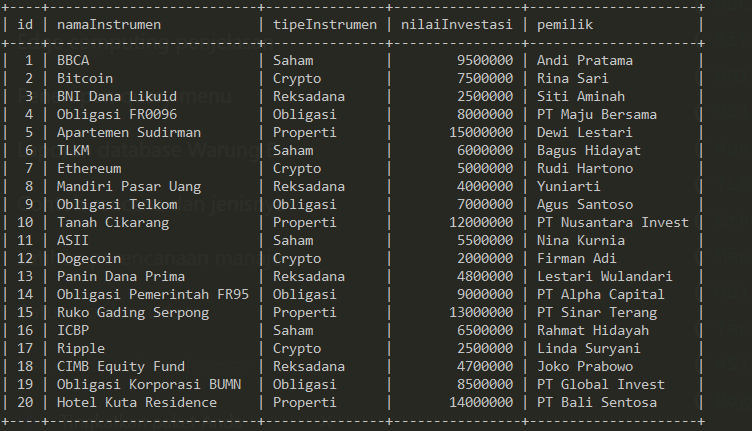 +----+--------------------------+---------------+----------------+---------------------+
| id | namaInstrumen | tipeInstrumen | nilaiInvestasi | pemilik |
+----+--------------------------+---------------+----------------+---------------------+
| 1 | BBCA | Saham | 9500000 | Andi Pratama |
| 2 | Bitcoin | Crypto | 7500000 | Rina Sari |
| 3 | BNI Dana Likuid | Reksadana | 2500000 | Siti Aminah |
| 4 | Obligasi FR0096 | Obligasi | 8000000 | PT Maju Bersama |
| 5 | Apartemen Sudirman | Properti | 15000000 | Dewi Lestari |
| 6 | TLKM | Saham | 6000000 | Bagus Hidayat |
| 7 | Ethereum | Crypto | 5000000 | Rudi Hartono |
| 8 | Mandiri Pasar Uang | Reksadana | 4000000 | Yuniarti |
| 9 | Obligasi Telkom | Obligasi | 7000000 | Agus Santoso |
| 10 | Tanah Cikarang | Properti | 12000000 | PT Nusantara Invest |
| 11 | ASII | Saham | 5500000 | Nina Kurnia |
| 12 | Dogecoin | Crypto | 2000000 | Firman Adi |
| 13 | Panin Dana Prima | Reksadana | 4800000 | Lestari Wulandari |
| 14 | Obligasi Pemerintah FR95 | Obligasi | 9000000 | PT Alpha Capital |
| 15 | Ruko Gading Serpong | Properti | 13000000 | PT Sinar Terang |
| 16 | ICBP | Saham | 6500000 | Rahmat Hidayah |
| 17 | Ripple | Crypto | 2500000 | Linda Suryani |
| 18 | CIMB Equity Fund | Reksadana | 4700000 | Joko Prabowo |
| 19 | Obligasi Korporasi BUMN | Obligasi | 8500000 | PT Global Invest |
| 20 | Hotel Kuta Residence | Properti | 14000000 | PT Bali Sentosa |
+----+--------------------------+---------------+----------------+---------------------+